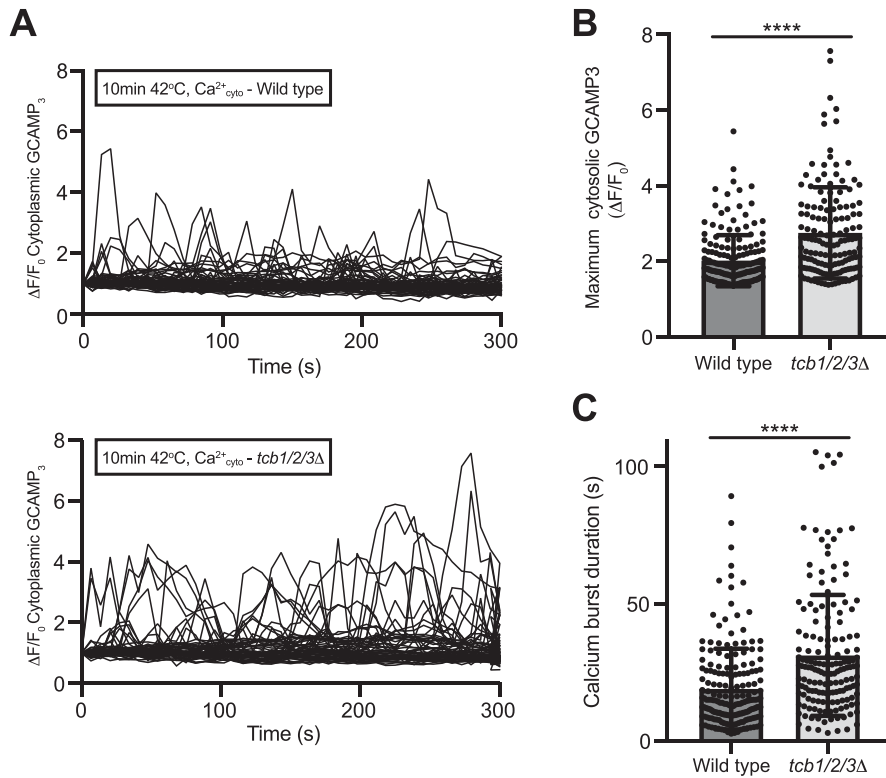 A
10min 42°C, Ca²⁺cyto - Wild type
ΔF/F₀ Cytoplasmic GCAMP₃
8
6
4
2
0
0 100 200 300
Time (s)
10min 42°C, Ca²⁺cyto - tcb1/2/3Δ
ΔF/F₀ Cytoplasmic GCAMP₃
8
6
4
2
0
0 100 200 300
Time (s)
B
****
Maximum cytosolic GCAMP3
(ΔF/F₀)
8
6
4
2
0
Wild type tcb1/2/3Δ
C
****
Calcium burst duration (s)
100
50
0
Wild type tcb1/2/3Δ